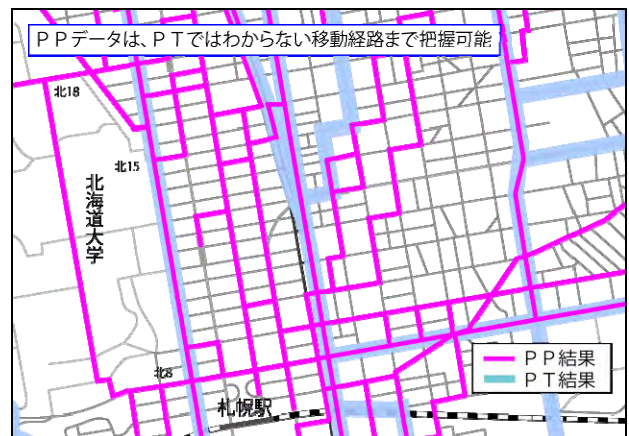 ＰＰデータは、ＰＴではわからない移動経路まで把握可能
北18
北15
北海道大学
北8
札幌駅
ＰＰ結果
ＰＴ結果